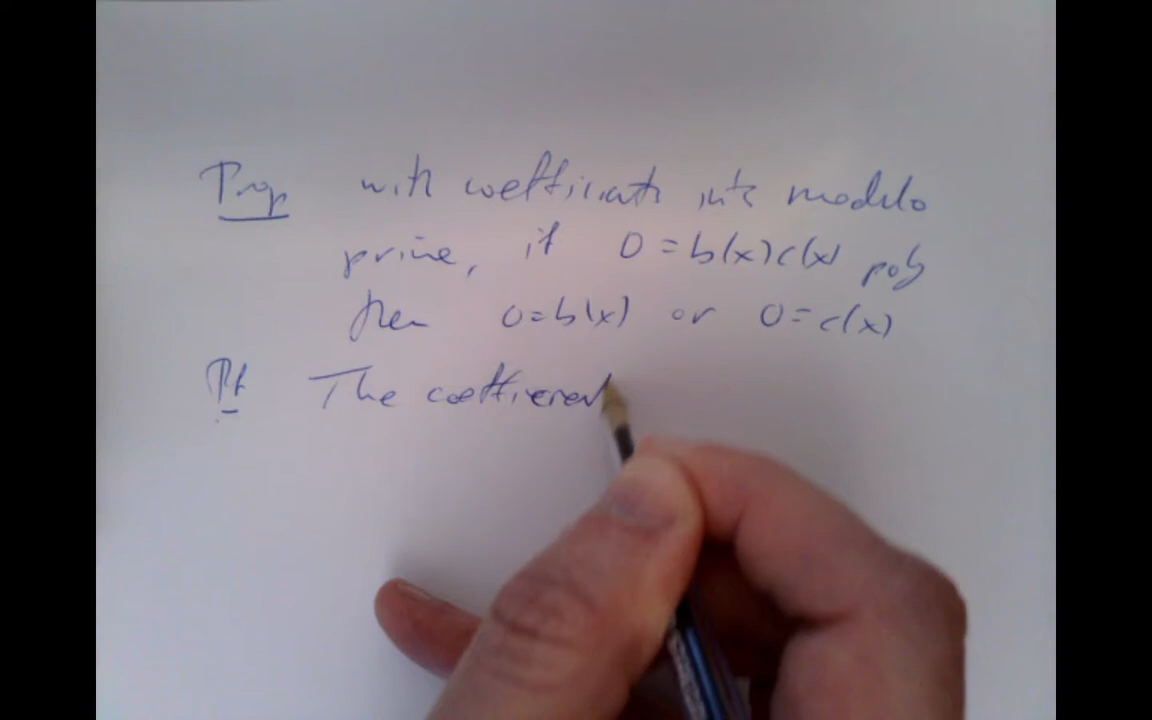 Prop with coefficients ints modulo
prime, if 0 = b(x)c(x) poly
then 0=b(x) or 0=c(x)
Pf The coefficient